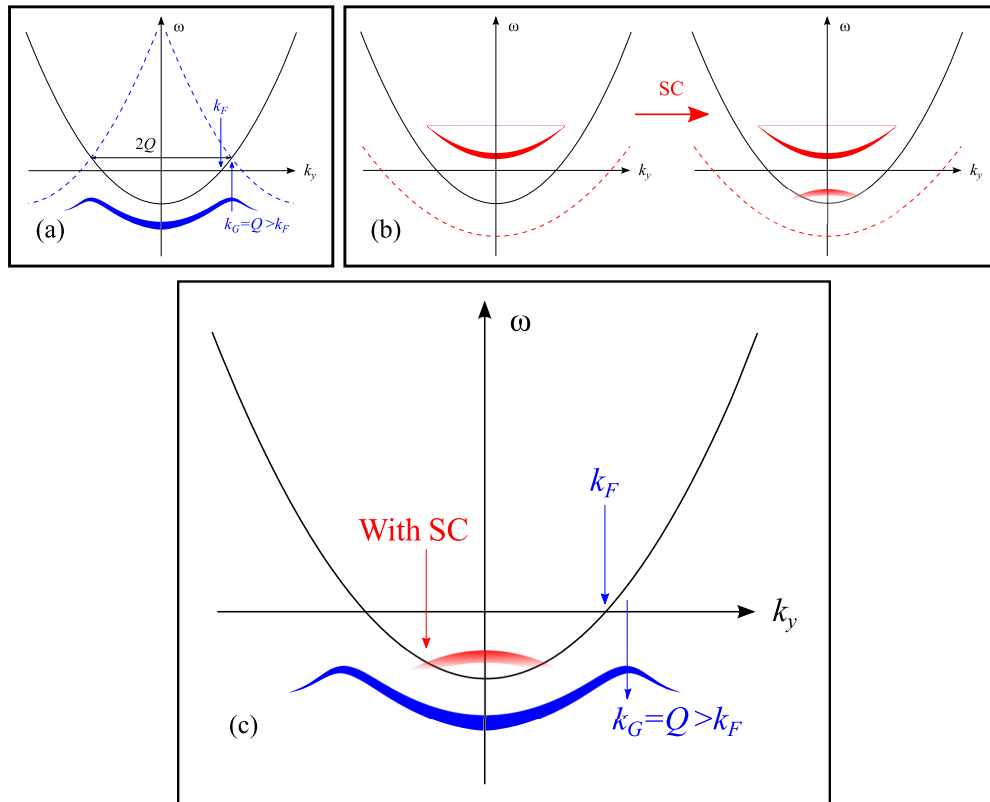 ω
k_F
2Q
k_y
k_G=Q>k_F
(a)
ω
k_y
(b)
SC
ω
k_y
ω
k_F
With SC
k_y
k_G=Q>k_F
(c)